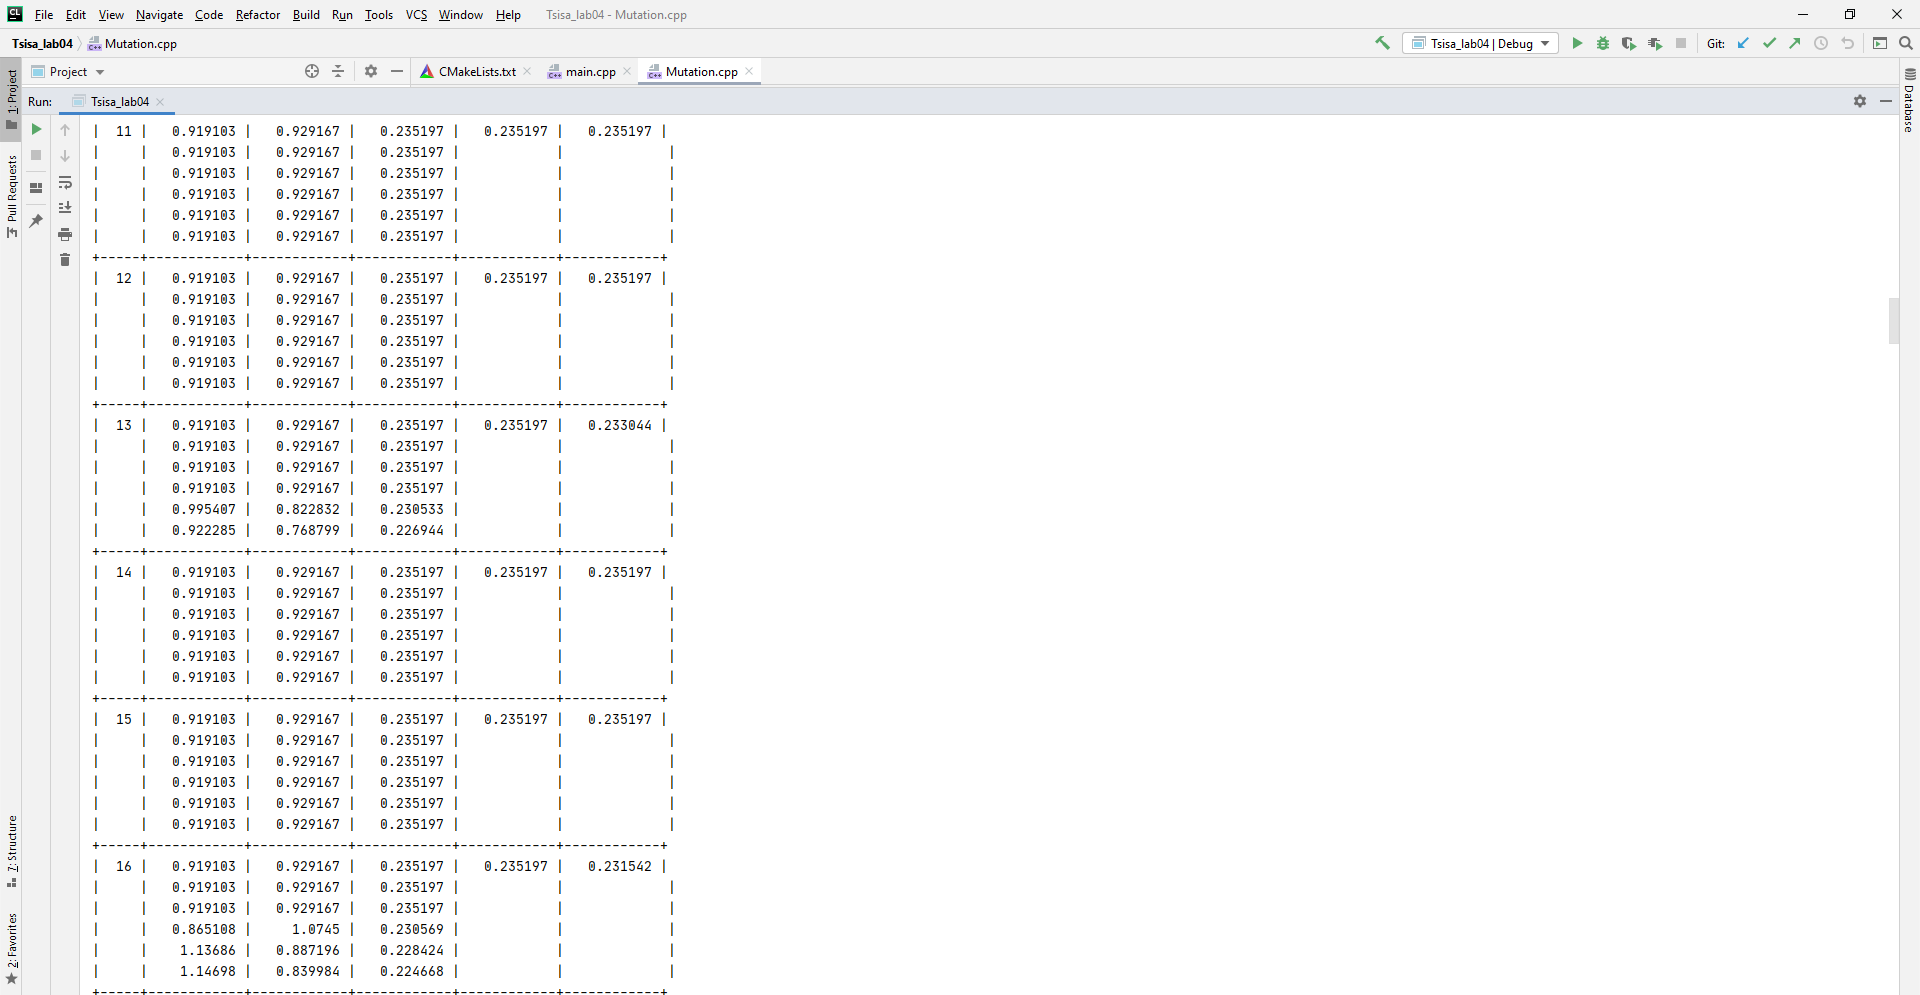 CL File Edit View Navigate Code Refactor Build Run Tools VCS Window Help Tsisa_lab04 - Mutation.cpp
Tsisa_lab04 Mutation.cpp Tsisa_lab04 | Debug Git:
Project CMakeLists.txt main.cpp Mutation.cpp
Run: Tsisa_lab04
1: Project
Pull Requests
7: Structure
2: Favorites
Database
| 11 | 0.919103 | 0.929167 | 0.235197 | 0.235197 | 0.235197 |
| | 0.919103 | 0.929167 | 0.235197 | | |
| | 0.919103 | 0.929167 | 0.235197 | | |
| | 0.919103 | 0.929167 | 0.235197 | | |
| | 0.919103 | 0.929167 | 0.235197 | | |
| | 0.919103 | 0.929167 | 0.235197 | | |
+-----+------------+------------+------------+------------+------------+
| 12 | 0.919103 | 0.929167 | 0.235197 | 0.235197 | 0.235197 |
| | 0.919103 | 0.929167 | 0.235197 | | |
| | 0.919103 | 0.929167 | 0.235197 | | |
| | 0.919103 | 0.929167 | 0.235197 | | |
| | 0.919103 | 0.929167 | 0.235197 | | |
| | 0.919103 | 0.929167 | 0.235197 | | |
+-----+------------+------------+------------+------------+------------+
| 13 | 0.919103 | 0.929167 | 0.235197 | 0.235197 | 0.233044 |
| | 0.919103 | 0.929167 | 0.235197 | | |
| | 0.919103 | 0.929167 | 0.235197 | | |
| | 0.919103 | 0.929167 | 0.235197 | | |
| | 0.995407 | 0.822832 | 0.230533 | | |
| | 0.922285 | 0.768799 | 0.226944 | | |
+-----+------------+------------+------------+------------+------------+
| 14 | 0.919103 | 0.929167 | 0.235197 | 0.235197 | 0.235197 |
| | 0.919103 | 0.929167 | 0.235197 | | |
| | 0.919103 | 0.929167 | 0.235197 | | |
| | 0.919103 | 0.929167 | 0.235197 | | |
| | 0.919103 | 0.929167 | 0.235197 | | |
| | 0.919103 | 0.929167 | 0.235197 | | |
+-----+------------+------------+------------+------------+------------+
| 15 | 0.919103 | 0.929167 | 0.235197 | 0.235197 | 0.235197 |
| | 0.919103 | 0.929167 | 0.235197 | | |
| | 0.919103 | 0.929167 | 0.235197 | | |
| | 0.919103 | 0.929167 | 0.235197 | | |
| | 0.919103 | 0.929167 | 0.235197 | | |
| | 0.919103 | 0.929167 | 0.235197 | | |
+-----+------------+------------+------------+------------+------------+
| 16 | 0.919103 | 0.929167 | 0.235197 | 0.235197 | 0.231542 |
| | 0.919103 | 0.929167 | 0.235197 | | |
| | 0.919103 | 0.929167 | 0.235197 | | |
| | 0.865108 | 1.0745 | 0.230569 | | |
| | 1.13686 | 0.887196 | 0.228424 | | |
| | 1.14698 | 0.839984 | 0.224668 | | |
+-----+------------+------------+------------+------------+------------+